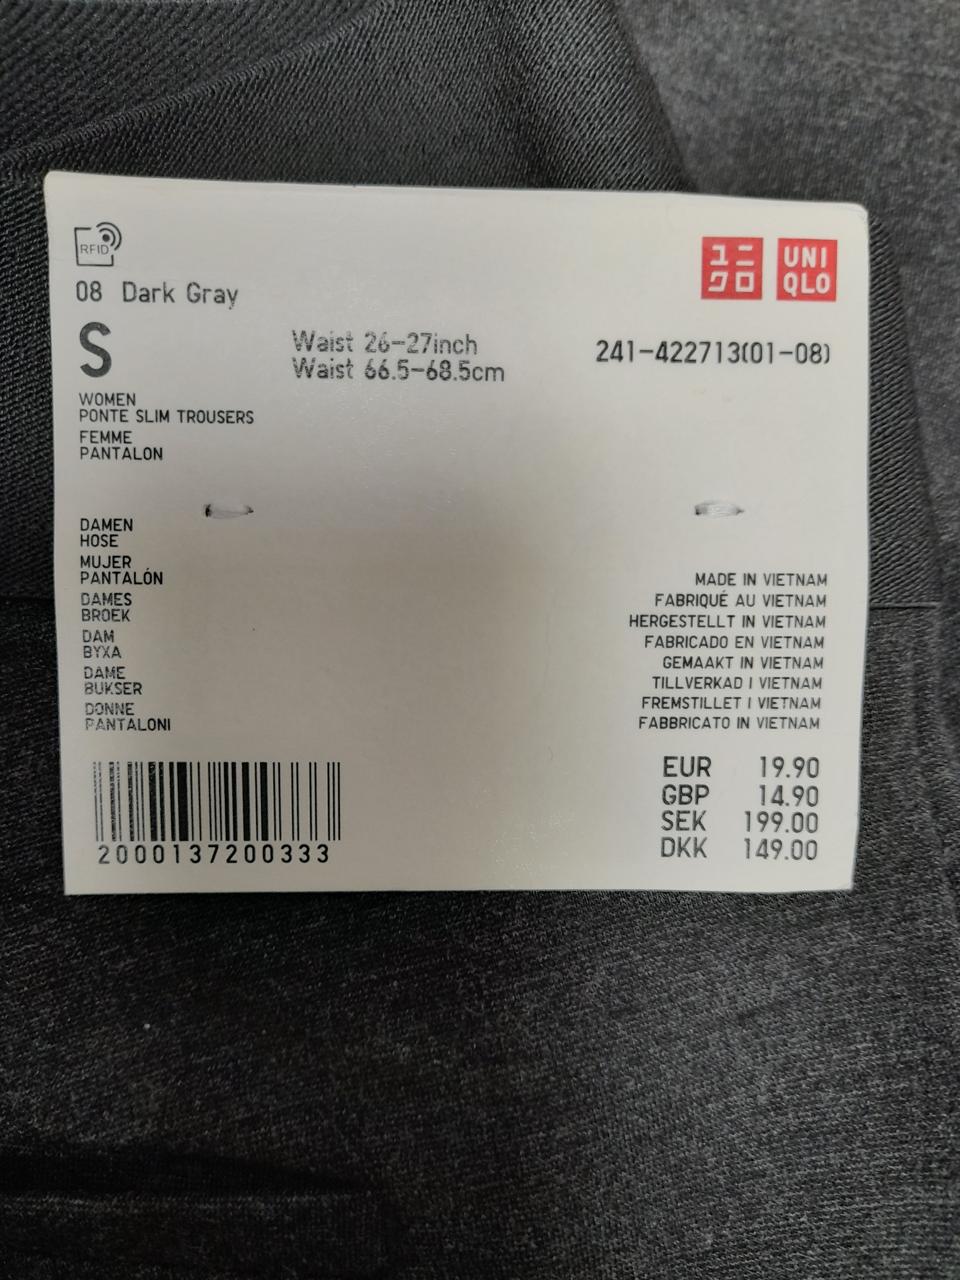 RFID
ユニ
クロ
UNI
QLO
08 Dark Gray
S
Waist 26-27inch
Waist 66.5-68.5cm
241-422713(01-08)
WOMEN
PONTE SLIM TROUSERS
FEMME
PANTALON
DAMEN
HOSE
MUJER
PANTALÓN
DAMES
BROEK
DAM
BYXA
DAME
BUKSER
DONNE
PANTALONI
MADE IN VIETNAM
FABRIQUÉ AU VIETNAM
HERGESTELLT IN VIETNAM
FABRICADO EN VIETNAM
GEMAAKT IN VIETNAM
TILLVERKAD I VIETNAM
FREMSTILLET I VIETNAM
FABBRICATO IN VIETNAM
EUR 19.90
GBP 14.90
SEK 199.00
DKK 149.00
2000137200333